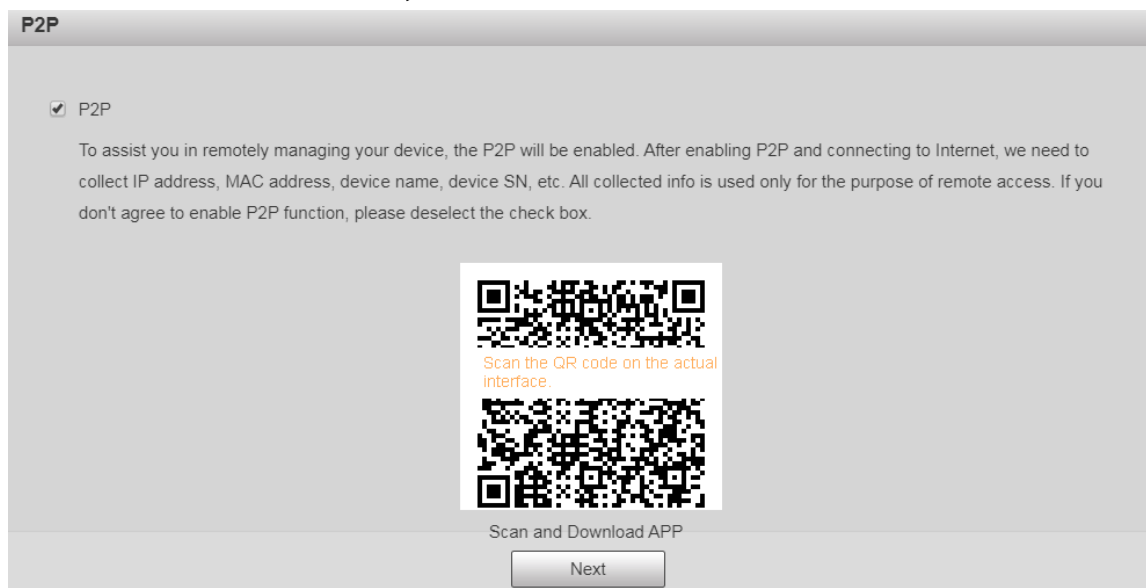 P2P
P2P
To assist you in remotely managing your device, the P2P will be enabled. After enabling P2P and connecting to Internet, we need to
collect IP address, MAC address, device name, device SN, etc. All collected info is used only for the purpose of remote access. If you
don't agree to enable P2P function, please deselect the check box.
Scan the QR code on the actual
interface.
Scan and Download APP
Next